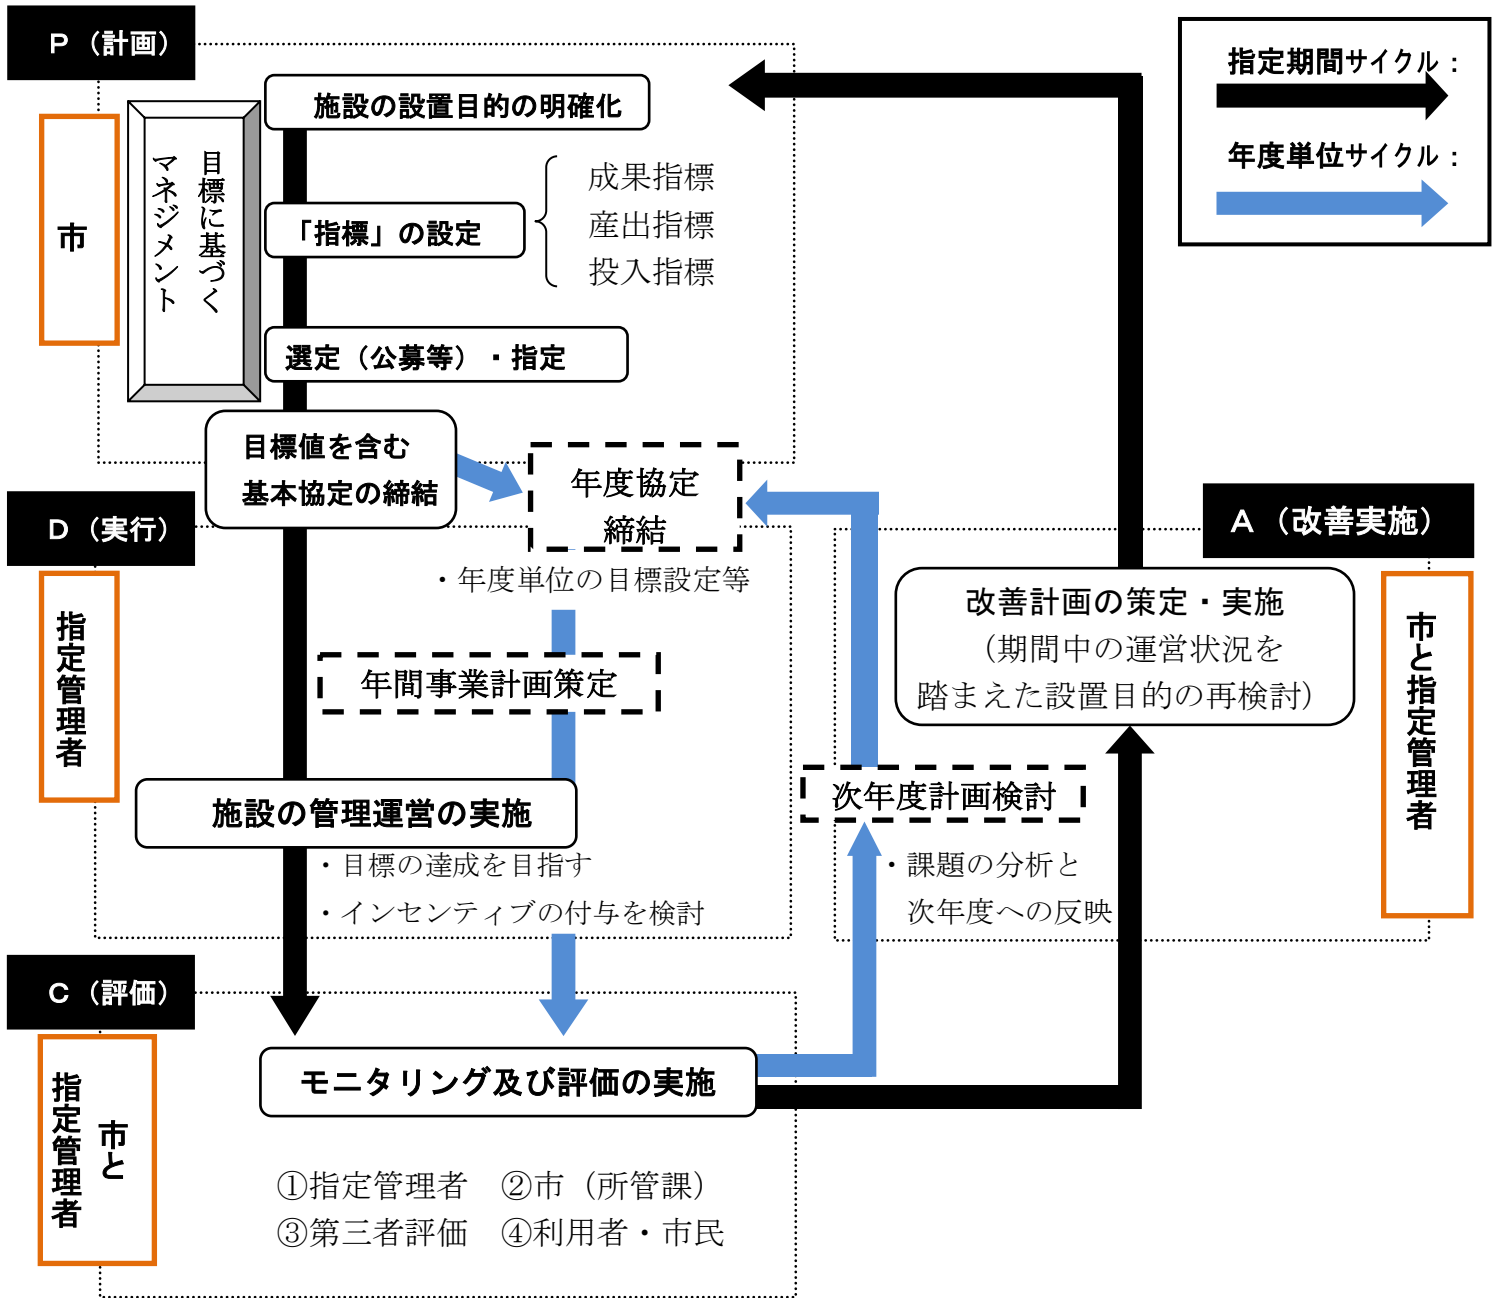 P（計画）
指定期間サイクル：
年度単位サイクル：
市
目標に基づく
マネジメント
施設の設置目的の明確化
「指標」の設定
成果指標
産出指標
投入指標
選定（公募等）・指定
目標値を含む
基本協定の締結
年度協定
締結
・年度単位の目標設定等
D（実行）
指定管理者
年間事業計画策定
施設の管理運営の実施
・目標の達成を目指す
・インセンティブの付与を検討
A（改善実施）
市と指定管理者
改善計画の策定・実施
（期間中の運営状況を
踏まえた設置目的の再検討）
次年度計画検討
・課題の分析と
次年度への反映
C（評価）
市と
指定管理者
モニタリング及び評価の実施
①指定管理者　②市（所管課）
③第三者評価　④利用者・市民